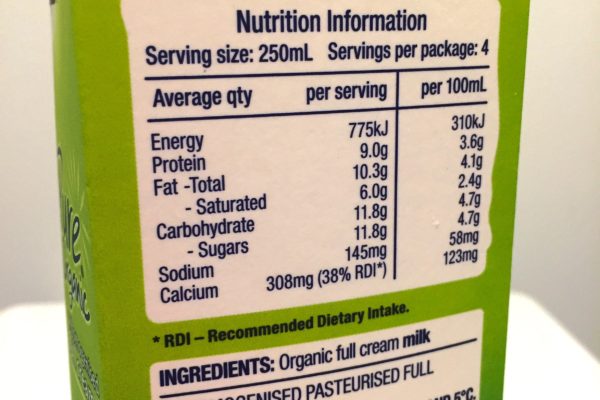 Nutrition Information
Serving size: 250mL Servings per package: 4
Average qty per serving per 100mL
Energy 775kJ 310kJ
Protein 9.0g 3.6g
Fat -Total 10.3g 4.1g
- Saturated 6.0g 2.4g
Carbohydrate 11.8g 4.7g
- Sugars 11.8g 4.7g
Sodium 145mg 58mg
Calcium 308mg (38% RDI*) 123mg
* RDI – Recommended Dietary Intake.
INGREDIENTS: Organic full cream milk
PASTEURISED FULL
5°C.